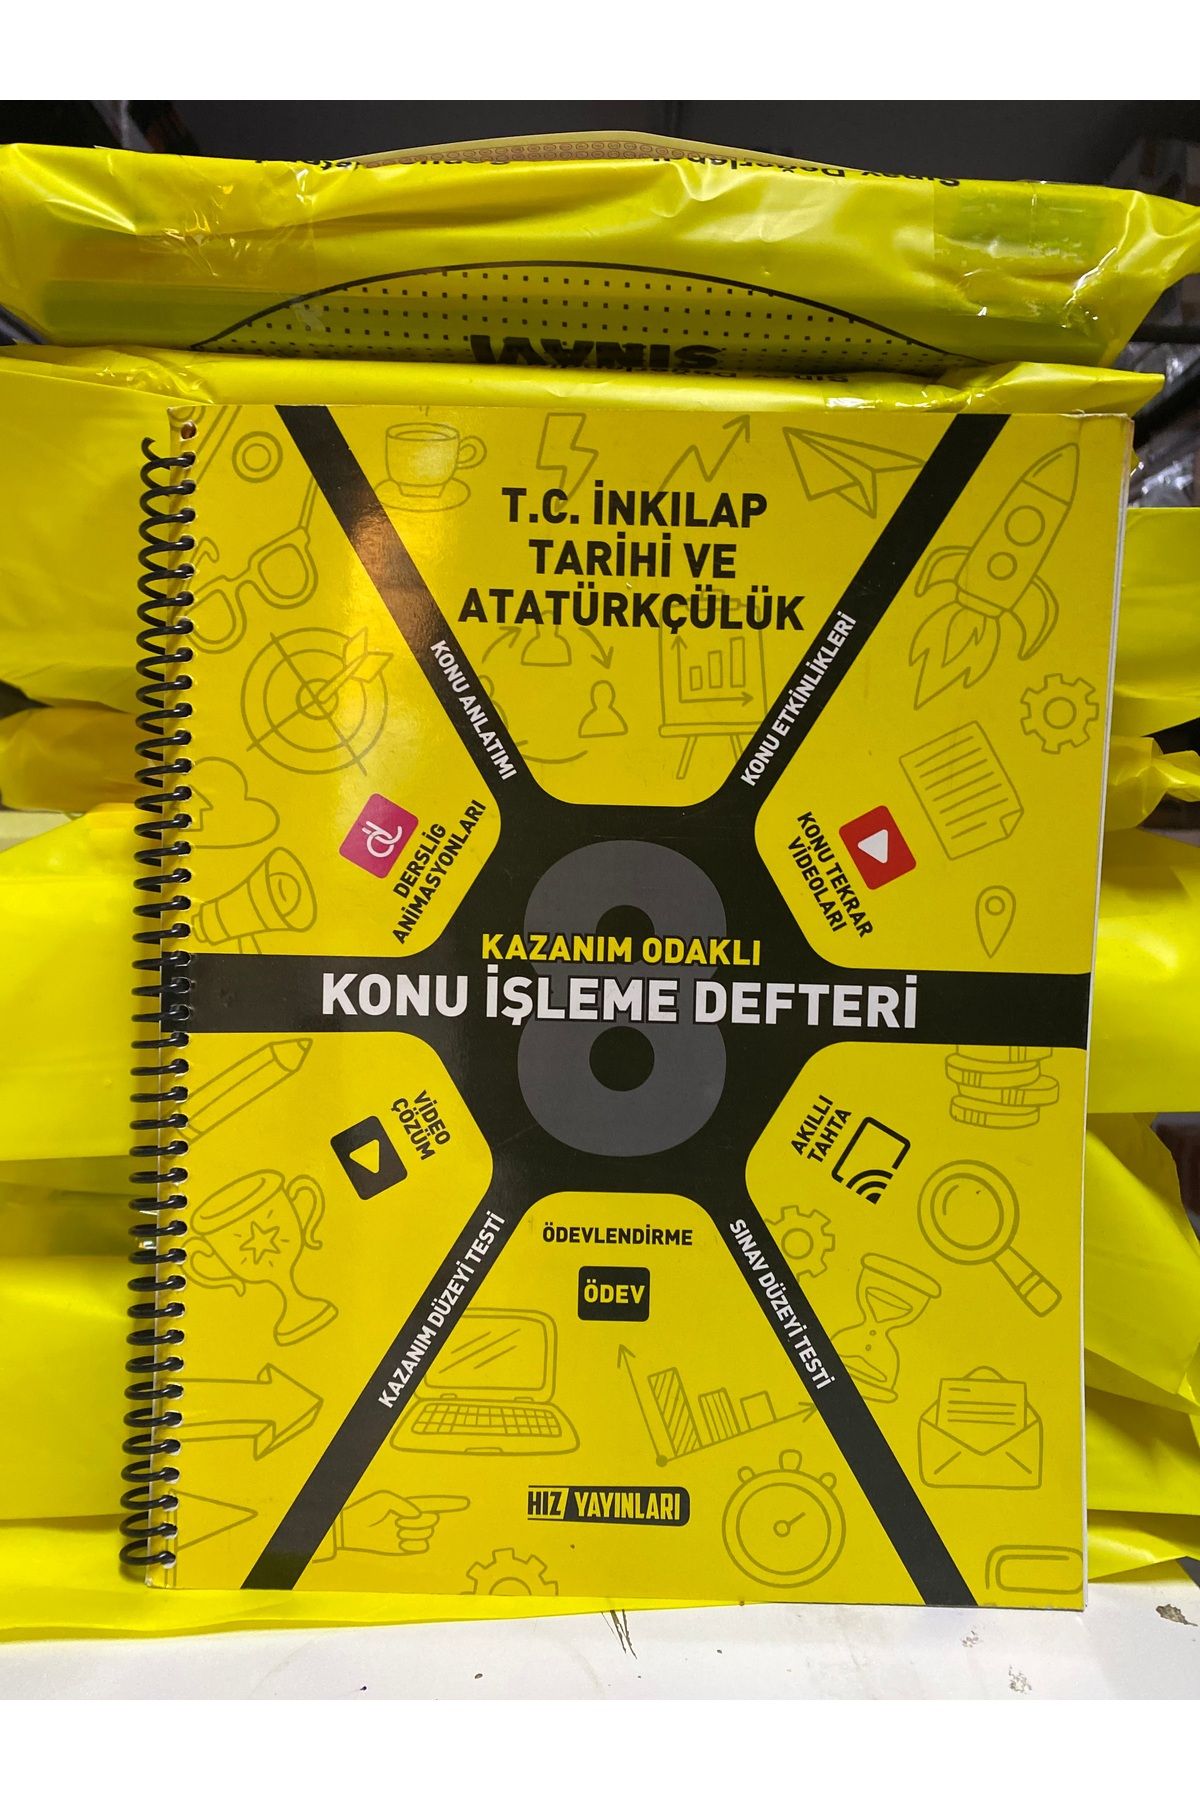 SINAVI
T.C. İNKILAP
TARİHİ VE
ATATÜRKÇÜLÜK
KONU ANLATIMI
KONU ETKİNLİKLERİ
DERSLİG
ANİMASYONLARI
KONU TEKRAR
VİDEOLARI
8
KAZANIM ODAKLI
KONU İŞLEME DEFTERİ
VİDEO
ÇÖZÜM
AKILLI
TAHTA
KAZANIM DÜZEYİ TESTİ
ÖDEVLENDİRME
ÖDEV
SINAV DÜZEYİ TESTİ
HIZ YAYINLARI